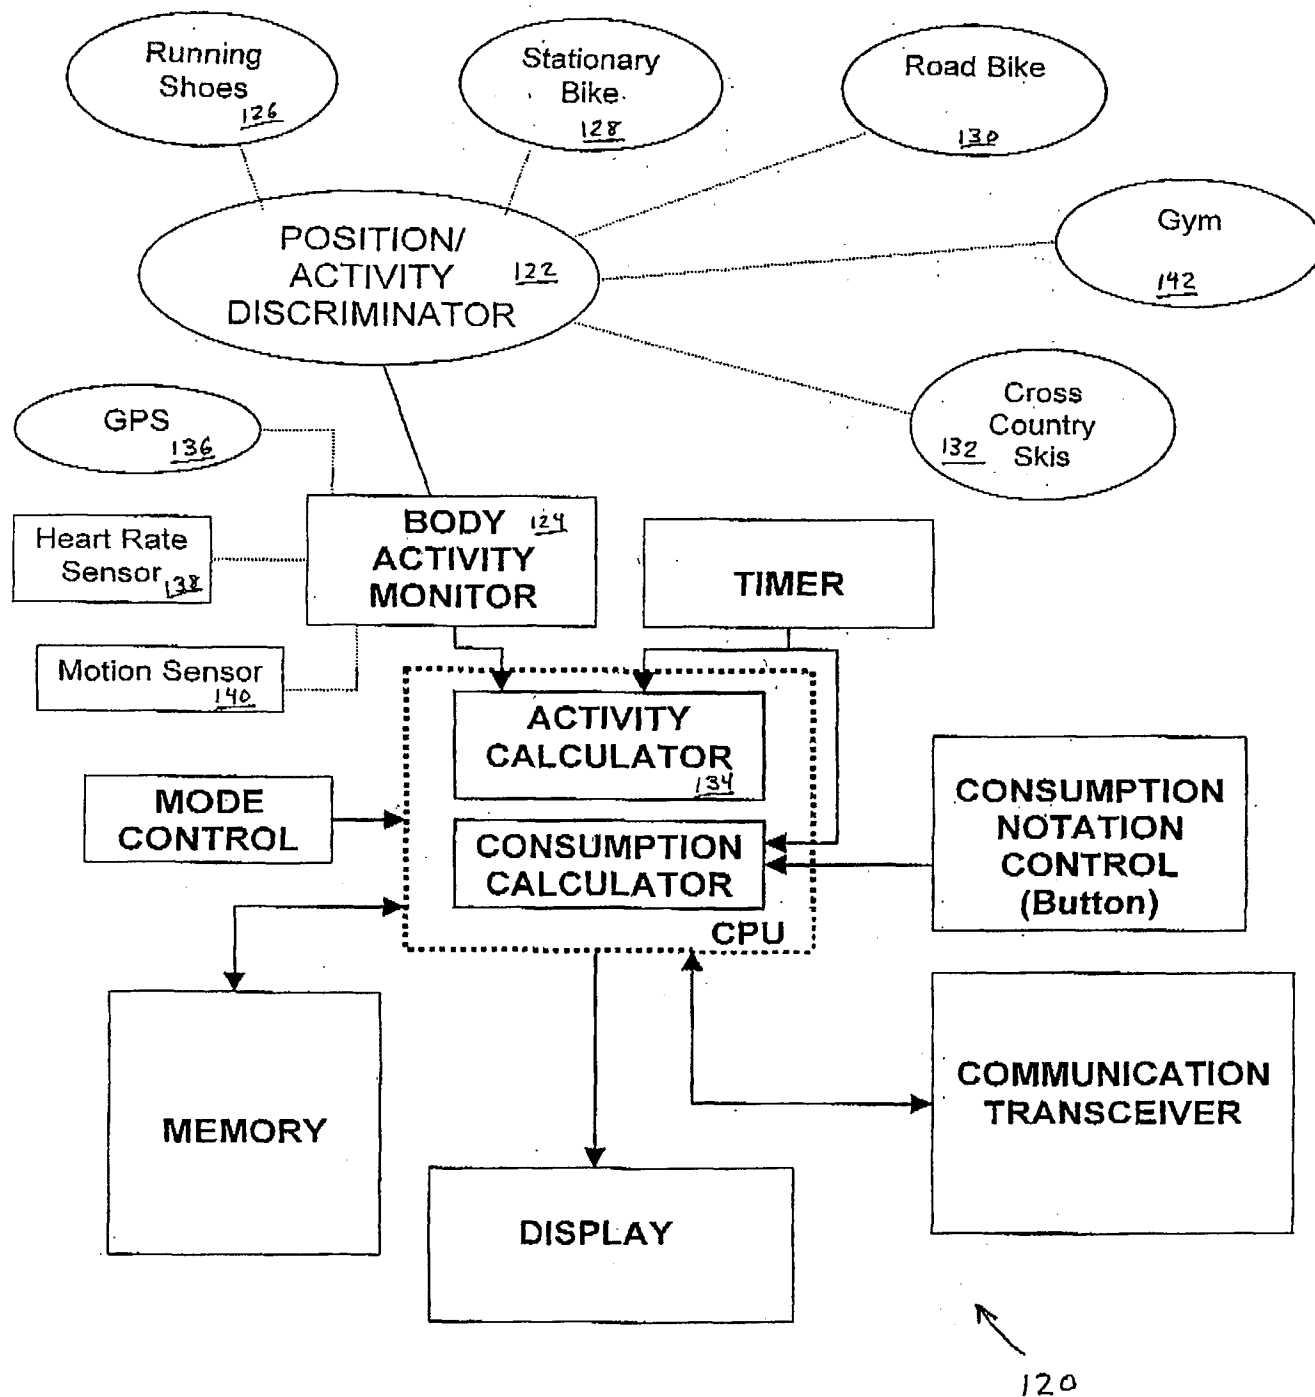 Running
Shoes
126
Stationary
Bike
128
Road Bike
130
POSITION/
ACTIVITY
DISCRIMINATOR
122
Gym
142
Cross
Country
Skis
132
GPS
136
Heart Rate
Sensor
138
Motion Sensor
140
BODY
ACTIVITY
MONITOR
124
TIMER
ACTIVITY
CALCULATOR
134
MODE
CONTROL
CONSUMPTION
CALCULATOR
CPU
CONSUMPTION
NOTATION
CONTROL
(Button)
MEMORY
COMMUNICATION
TRANSCEIVER
DISPLAY
120